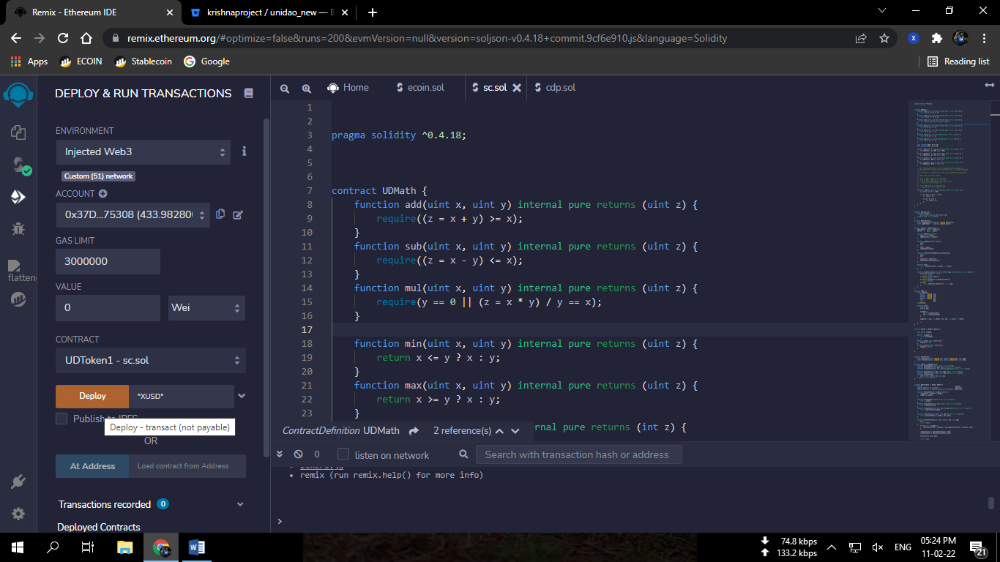 Remix - Ethereum IDE
krishnaproject / unidao_new — B
remix.ethereum.org/#optimize=false&runs=200&evmVersion=null&version=soljson-v0.4.18+commit.9cf6e910.js&language=Solidity
X
Apps
ECOIN
Stablecoin
Google
Reading list
DEPLOY & RUN TRANSACTIONS
ENVIRONMENT
Injected Web3
Custom (51) network
ACCOUNT
0x37D...75308 (433.98280
GAS LIMIT
3000000
flattene
VALUE
0
Wei
CONTRACT
UDToken1 - sc.sol
Deploy
"XUSD"
Publish to IPFS
Deploy - transact (not payable)
OR
At Address
Load contract from Address
Transactions recorded 0
Deployed Contracts
Home
ecoin.sol
sc.sol
cdp.sol
1
2
3 pragma solidity ^0.4.18;
4
5
6
7 contract UDMath {
8 function add(uint x, uint y) internal pure returns (uint z) {
9 require((z = x + y) >= x);
10 }
11 function sub(uint x, uint y) internal pure returns (uint z) {
12 require((z = x - y) <= x);
13 }
14 function mul(uint x, uint y) internal pure returns (uint z) {
15 require(y == 0 || (z = x * y) / y == x);
16 }
17
18 function min(uint x, uint y) internal pure returns (uint z) {
19 return x <= y ? x : y;
20 }
21 function max(uint x, uint y) internal pure returns (uint z) {
22 return x >= y ? x : y;
23 }
ContractDefinition UDMath 2 reference(s)
nal pure returns (int z) {
0
listen on network
Search with transaction hash or address
ethers.js
• remix (run remix.help() for more info)
>
74.8 kbps
133.2 kbps
ENG
05:24 PM
11-02-22
21